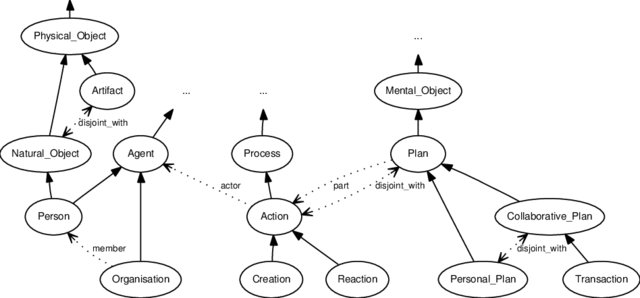 Physical_Object
...
Artifact
...
...
Mental_Object
disjoint_with
Natural_Object
Agent
Process
Plan
actor
part
disjoint_with
Person
Action
Collaborative_Plan
member
disjoint_with
Organisation
Creation
Reaction
Personal_Plan
Transaction